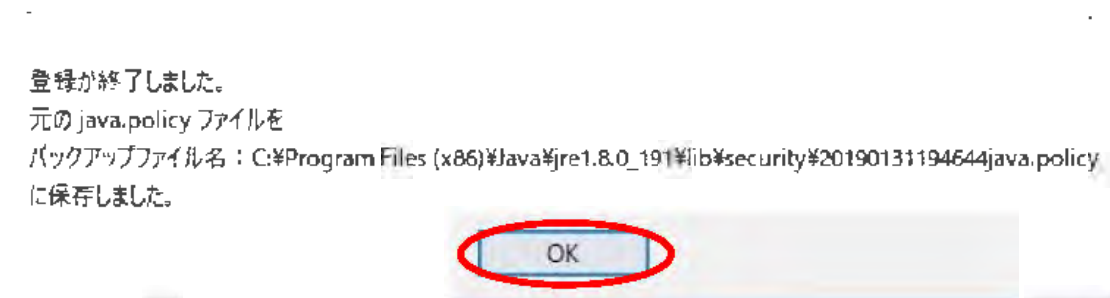 登録が終了しました。
元の java.policy ファイルを
バックアップファイル名：C:¥Program Files (x86)¥Java¥jre1.8.0_191¥lib¥security¥20190131194644java.policy
に保存しました。
OK